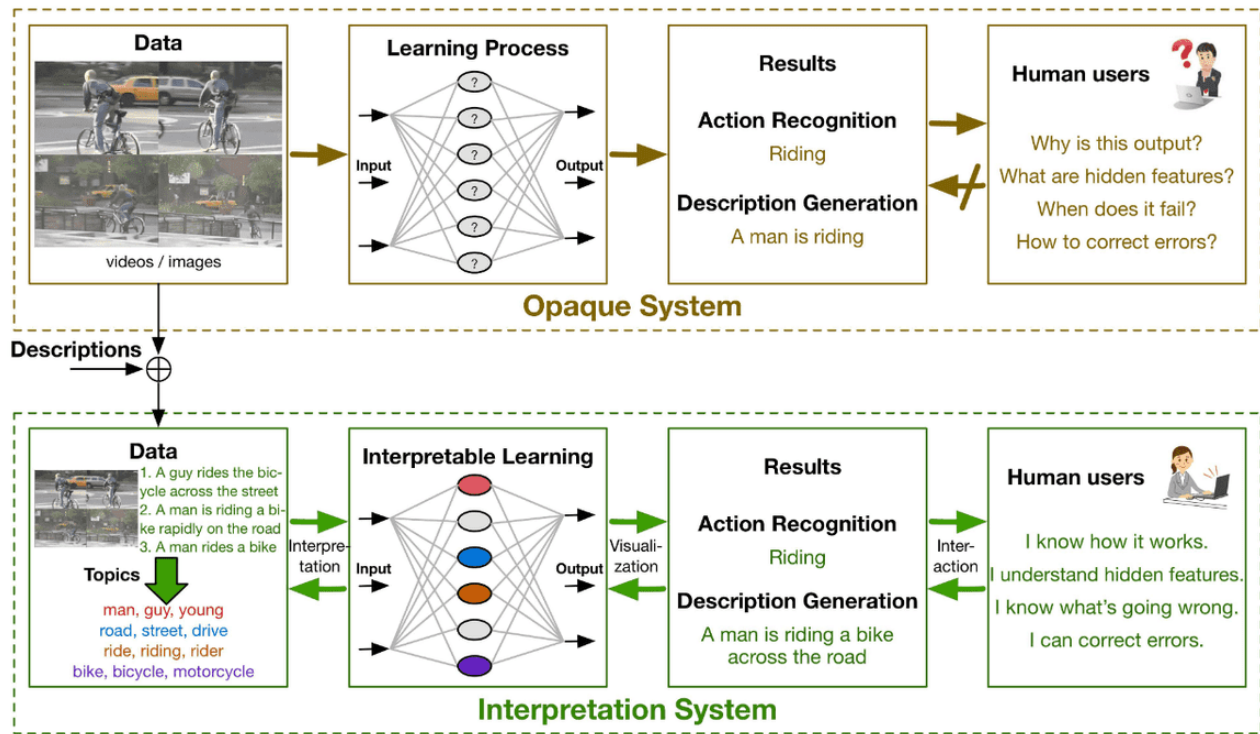 Data
videos / images
Learning Process
?
?
?
?
?
?
Input
Output
Results
Action Recognition
Riding
Description Generation
A man is riding
?
Human users
Why is this output?
What are hidden features?
When does it fail?
How to correct errors?
Opaque System
Descriptions
Data
1. A guy rides the bic-
ycle across the street
2. A man is riding a bi-
ke rapidly on the road
3. A man rides a bike
Topics
man, guy, young
road, street, drive
ride, riding, rider
bike, bicycle, motorcycle
Interpre-
tation
Interpretable Learning
Input
Output
Visuali-
zation
Results
Action Recognition
Riding
Description Generation
A man is riding a bike
across the road
Inter-
action
Human users
I know how it works.
I understand hidden features.
I know what's going wrong.
I can correct errors.
Interpretation System